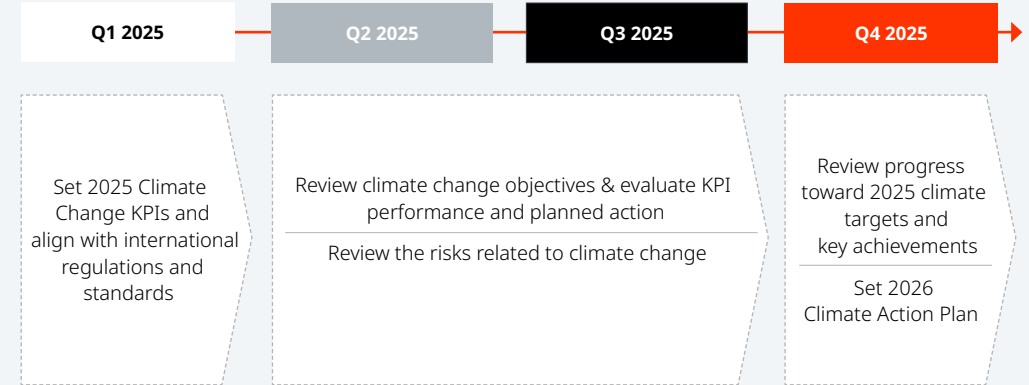 Q1 2025
Q2 2025
Q3 2025
Q4 2025
Set 2025 Climate
Change KPIs and
align with international
regulations and
standards
Review climate change objectives & evaluate KPI
performance and planned action
Review the risks related to climate change
Review progress
toward 2025 climate
targets and
key achievements
Set 2026
Climate Action Plan